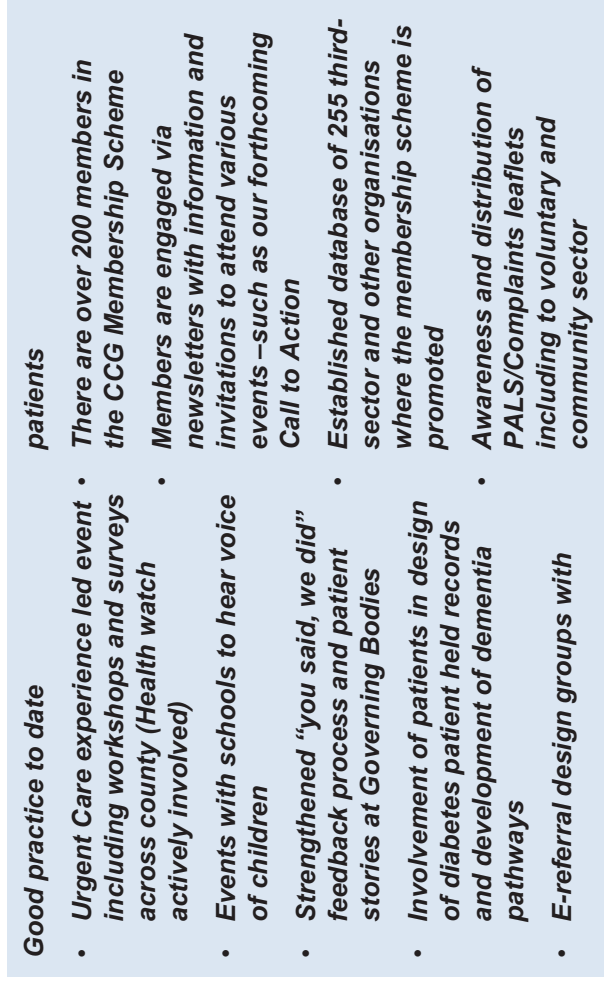 Good practice to date
• Urgent Care experience led event
including workshops and surveys
across county (Health watch
actively involved)
• Events with schools to hear voice
of children
• Strengthened “you said, we did”
feedback process and patient
stories at Governing Bodies
• Involvement of patients in design
of diabetes patient held records
and development of dementia
pathways
• E-referral design groups with
patients
• There are over 200 members in
the CCG Membership Scheme
• Members are engaged via
newsletters with information and
invitations to attend various
events –such as our forthcoming
Call to Action
• Established database of 255 third-
sector and other organisations
where the membership scheme is
promoted
• Awareness and distribution of
PALS/Complaints leaflets
including to voluntary and
community sector